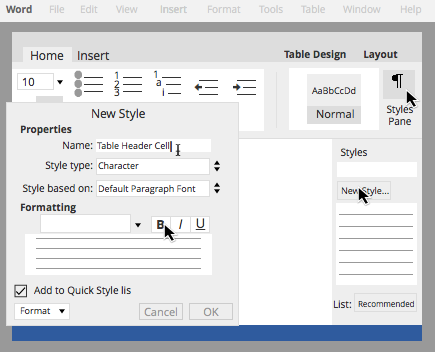 Word File Edit View Insert Format Tools Table Window Help
Home Insert Table Design Layout
10
1
2
3
1
a
i
AaBbCcDd
Normal
¶
Styles
Pane
New Style
Properties
Name: Table Header Cell
Style type: Character
Style based on: Default Paragraph Font
Formatting
B I U
Add to Quick Style lis
Format
Cancel OK
Styles
New Style...
List: Recommended